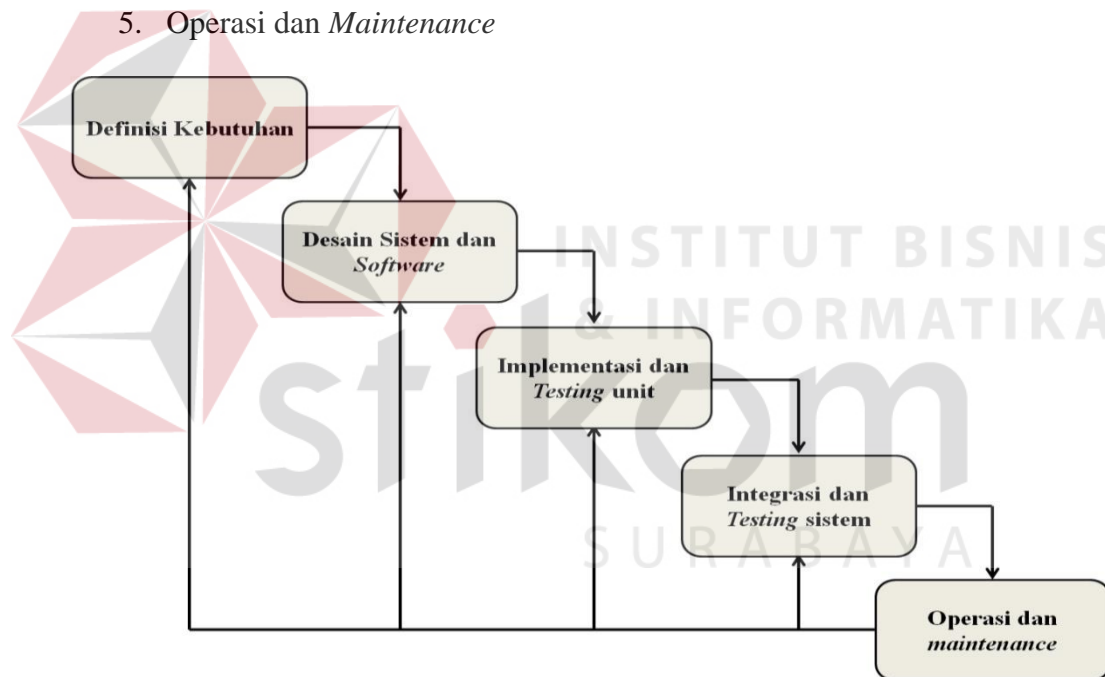 5. Operasi dan Maintenance
Definisi Kebutuhan
Desain Sistem dan
Software
INSTITUT BISNIS
& INFORMATIKA
stikom
SURABAYA
Implementasi dan
Testing unit
Integrasi dan
Testing sistem
Operasi dan
maintenance